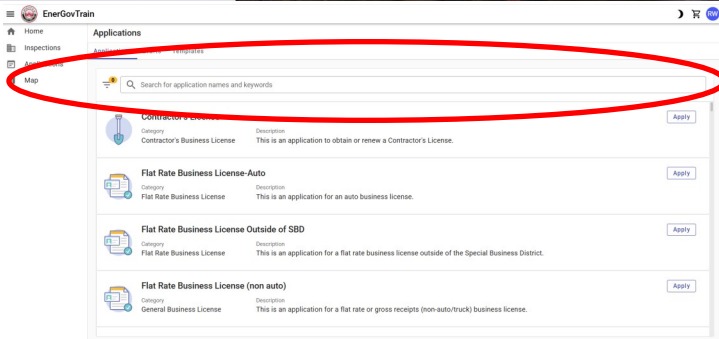 EnerGovTrain
RW
Home
Inspections
Map
Applications
Templates
Search for application names and keywords
Contractor's License
Apply
Category
Description
Contractor's Business License
This is an application to obtain or renew a Contractor's License.
Flat Rate Business License-Auto
Apply
Category
Description
Flat Rate Business License
This is an application for an auto business license.
Flat Rate Business License Outside of SBD
Apply
Category
Description
Flat Rate Business License
This is an application for a flat rate business license outside of the Special Business District.
Flat Rate Business License (non auto)
Apply
Category
Description
General Business License
This is an application for a flat rate or gross receipts (non-auto/truck) business license.